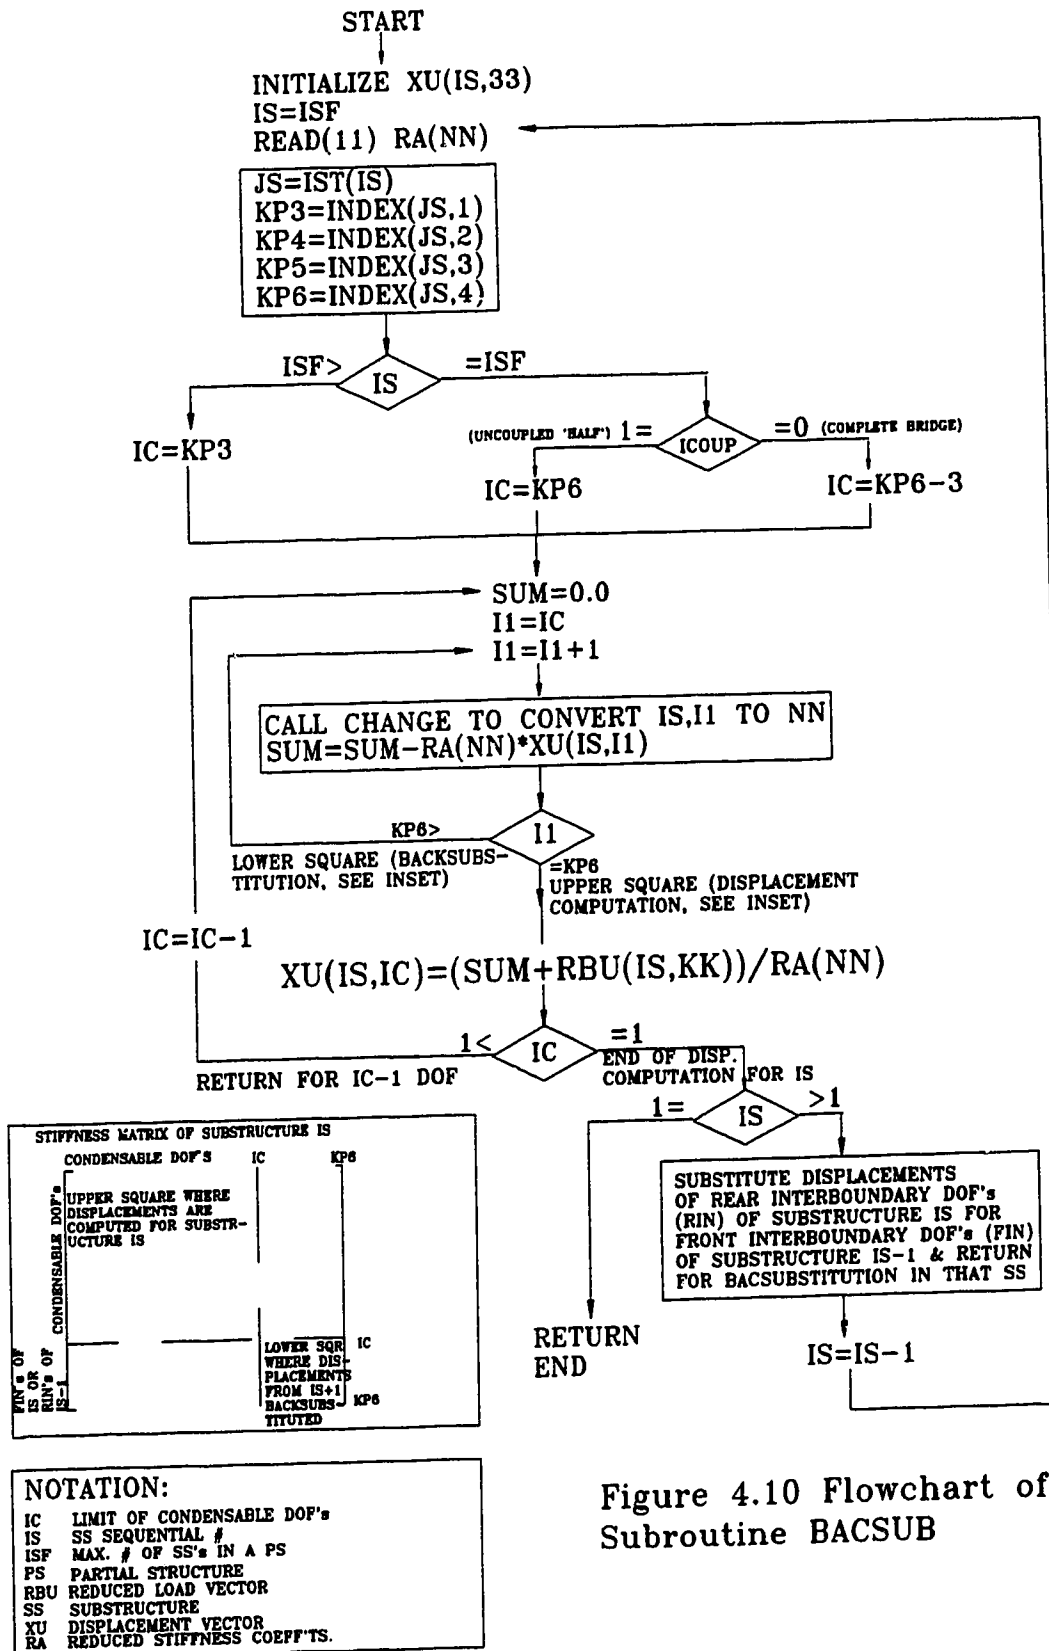 START
INITIALIZE XU(IS,33)
IS=ISF
READ(11) RA(NN)
JS=IST(IS)
KP3=INDEX(JS,1)
KP4=INDEX(JS,2)
KP5=INDEX(JS,3)
KP6=INDEX(JS,4)
ISF>
IS
=ISF
IC=KP3
(UNCOUPLED 'HALF') 1=
ICOUP
=0 (COMPLETE BRIDGE)
IC=KP6
IC=KP6-3
SUM=0.0
I1=IC
I1=I1+1
CALL CHANGE TO CONVERT IS,I1 TO NN
SUM=SUM-RA(NN)*XU(IS,I1)
KP6>
I1
LOWER SQUARE (BACKSUBS-
TITUTION, SEE INSET)
=KP6
UPPER SQUARE (DISPLACEMENT
COMPUTATION, SEE INSET)
IC=IC-1
XU(IS,IC)=(SUM+RBU(IS,KK))/RA(NN)
1<
IC
=1
RETURN FOR IC-1 DOF
END OF DISP.
COMPUTATION FOR IS
1=
IS
>1
SUBSTITUTE DISPLACEMENTS
OF REAR INTERBOUNDARY DOF's
(RIN) OF SUBSTRUCTURE IS FOR
FRONT INTERBOUNDARY DOF's (FIN)
OF SUBSTRUCTURE IS-1 & RETURN
FOR BACSUBSTITUTION IN THAT SS
RETURN
END
IS=IS-1
STIFFNESS MATRIX OF SUBSTRUCTURE IS
CONDENSABLE DOF'S IC KP6
CONDENSABLE DOF's
UPPER SQUARE WHERE
DISPLACEMENTS ARE
COMPUTED FOR SUBSTR-
UCTURE IS
FIN's OF
IS OR
RIN's OF
IS-1
LOWER SQR
WHERE DIS-
PLACEMENTS
FROM IS+1
BACKSUBS-
TITUTED
IC
KP6
NOTATION:
IC LIMIT OF CONDENSABLE DOF's
IS SS SEQUENTIAL #
ISF MAX. # OF SS's IN A PS
PS PARTIAL STRUCTURE
RBU REDUCED LOAD VECTOR
SS SUBSTRUCTURE
XU DISPLACEMENT VECTOR
RA REDUCED STIFFNESS COEFF'TS.
Figure 4.10 Flowchart of
Subroutine BACSUB